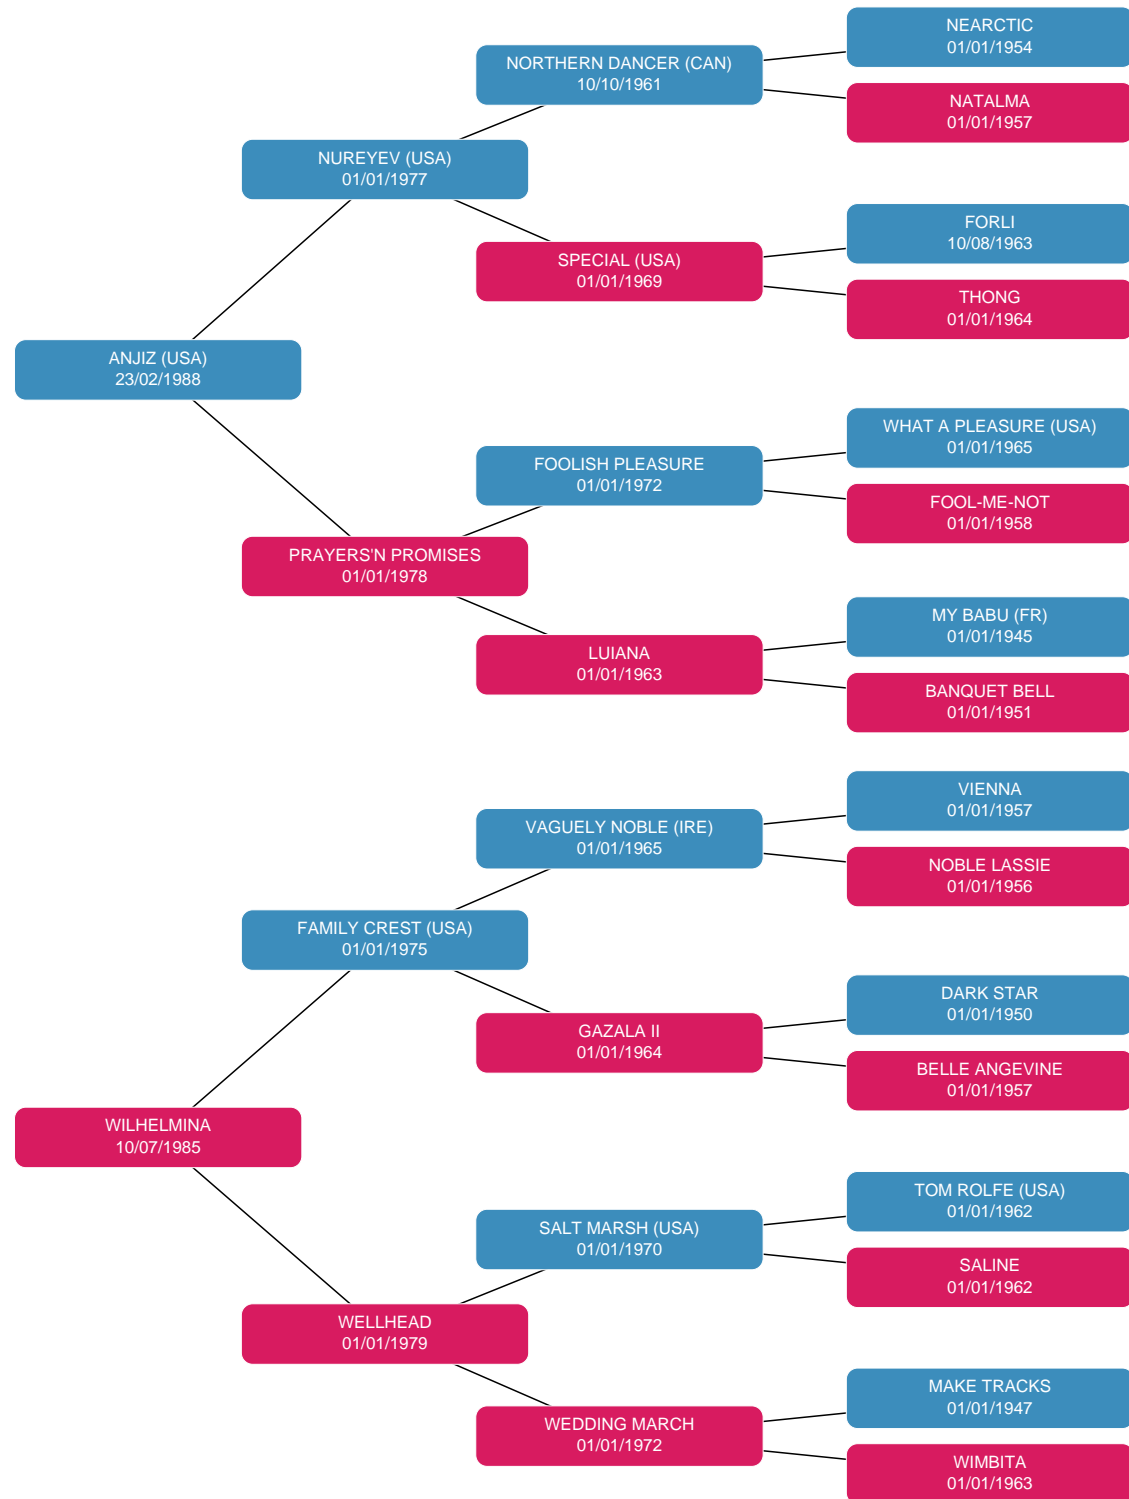 NEARCTIC
01/01/1954
NORTHERN DANCER (CAN)
10/10/1961
NATALMA
01/01/1957
NUREYEV (USA)
01/01/1977
FORLI
10/08/1963
SPECIAL (USA)
01/01/1969
THONG
01/01/1964
ANJIZ (USA)
23/02/1988
WHAT A PLEASURE (USA)
01/01/1965
FOOLISH PLEASURE
01/01/1972
FOOL-ME-NOT
01/01/1958
PRAYERS'N PROMISES
01/01/1978
MY BABU (FR)
01/01/1945
LUIANA
01/01/1963
BANQUET BELL
01/01/1951
VIENNA
01/01/1957
VAGUELY NOBLE (IRE)
01/01/1965
NOBLE LASSIE
01/01/1956
FAMILY CREST (USA)
01/01/1975
DARK STAR
01/01/1950
GAZALA II
01/01/1964
BELLE ANGEVINE
01/01/1957
WILHELMINA
10/07/1985
TOM ROLFE (USA)
01/01/1962
SALT MARSH (USA)
01/01/1970
SALINE
01/01/1962
WELLHEAD
01/01/1979
MAKE TRACKS
01/01/1947
WEDDING MARCH
01/01/1972
WIMBITA
01/01/1963